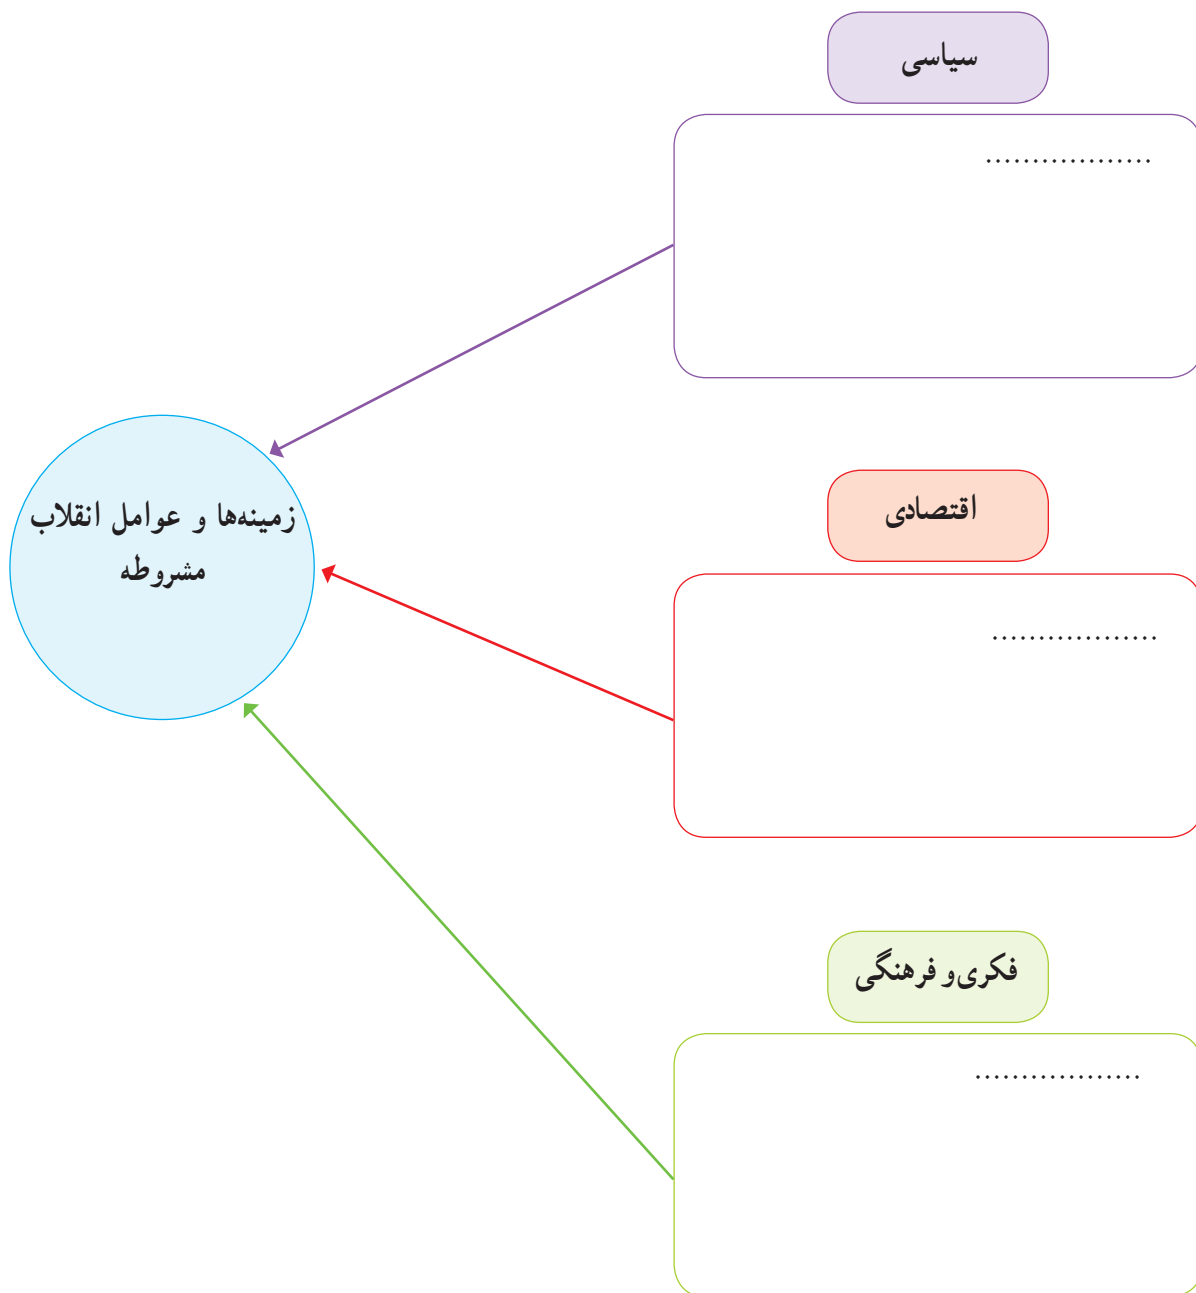 سیاسی
..................
زمینه‌ها و عوامل انقلاب
مشروطه
اقتصادی
..................
فکری و فرهنگی
..................